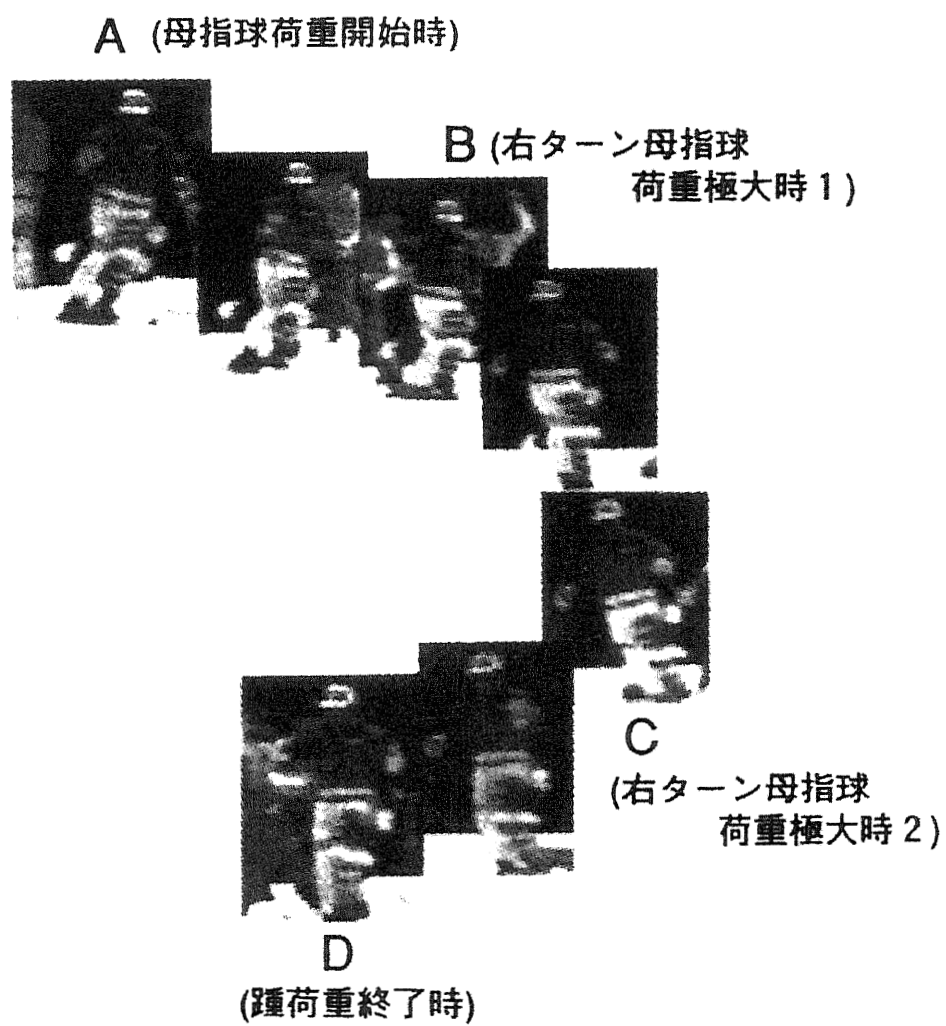 A (母指球荷重開始時)
B (右ターン母指球
荷重極大時1)
C
(右ターン母指球
荷重極大時2)
D
(踵荷重終了時)